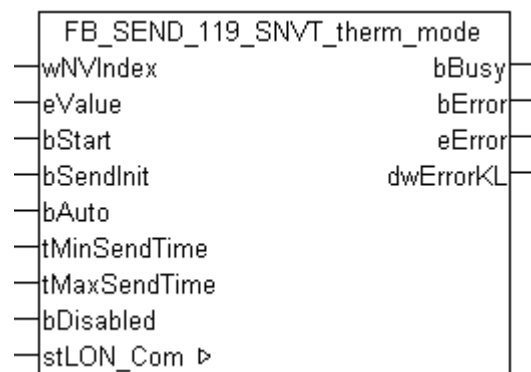 FB_SEND_119_SNVT_therm_mode
wNVIndex bBusy
eValue bError
bStart eError
bSendInit dwErrorKL
bAuto
tMinSendTime
tMaxSendTime
bDisabled
stLON_Com ▷